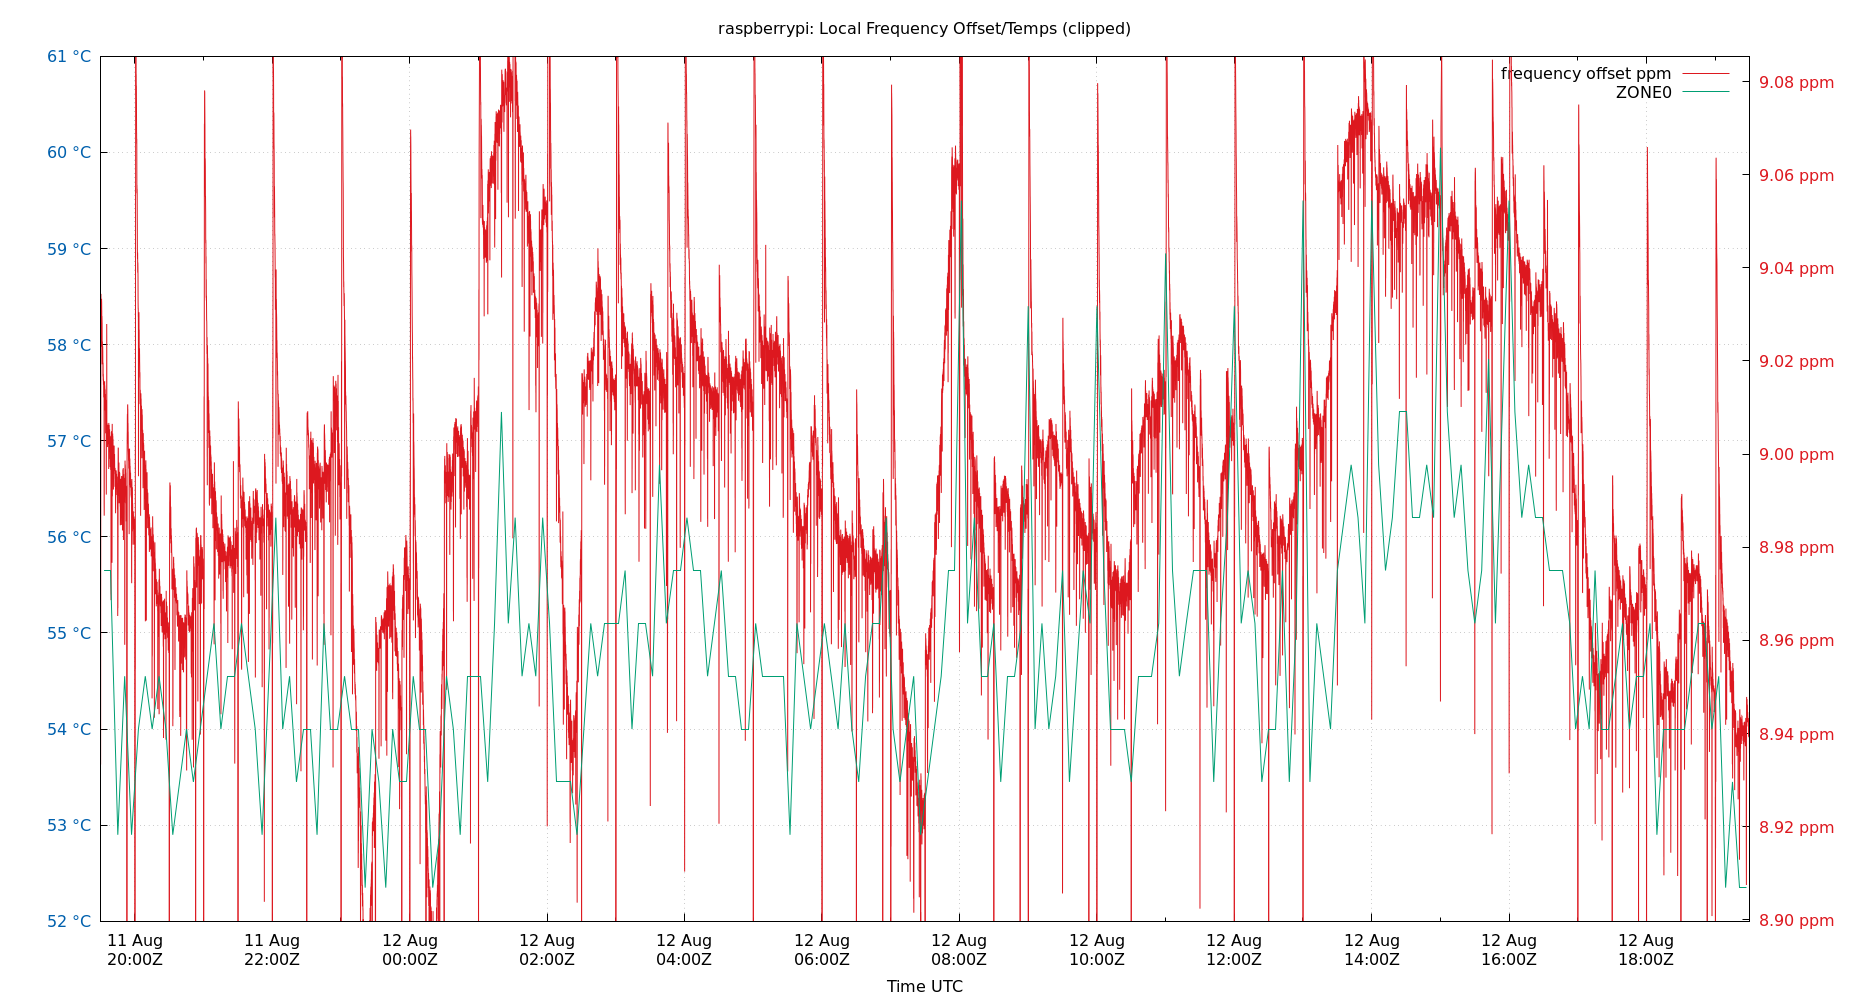 raspberrypi: Local Frequency Offset/Temps (clipped)
61 °C
60 °C
59 °C
58 °C
57 °C
56 °C
55 °C
54 °C
53 °C
52 °C
frequency offset ppm
ZONE0
9.08 ppm
9.06 ppm
9.04 ppm
9.02 ppm
9.00 ppm
8.98 ppm
8.96 ppm
8.94 ppm
8.92 ppm
8.90 ppm
11 Aug 11 Aug 12 Aug 12 Aug 12 Aug 12 Aug 12 Aug 12 Aug 12 Aug 12 Aug 12 Aug 12 Aug
20:00Z 22:00Z 00:00Z 02:00Z 04:00Z 06:00Z 08:00Z 10:00Z 12:00Z 14:00Z 16:00Z 18:00Z
Time UTC